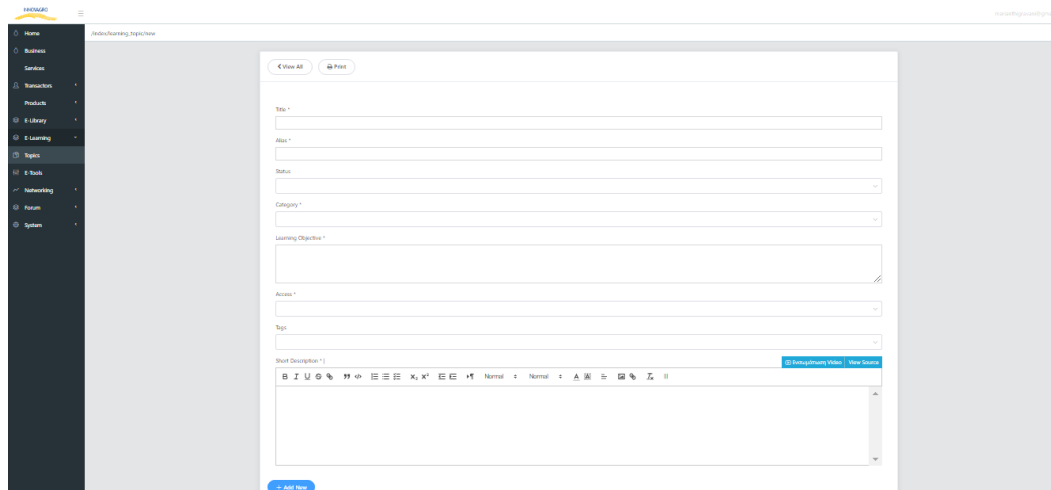 INNOVAGRO
Home
/index/learning_topic/new
Business
Services
Transactors
Products
E-Library
E-Learning
Topics
E-Tools
Networking
Forum
System
View All
Print
Title *
Alias *
Status
Category *
Learning Objective *
Access *
Tags
Short Description * |
Ενσωμάτωση Video View Source
Normal Normal
+ Add New